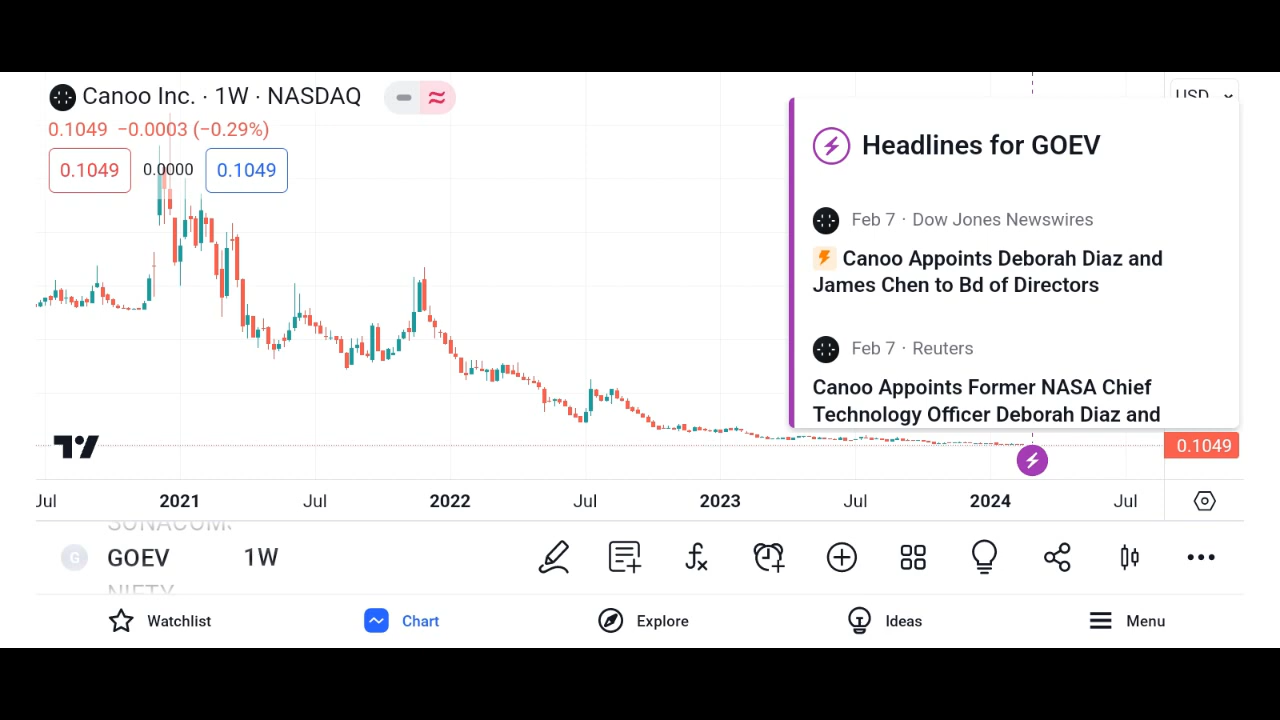 Canoo Inc. · 1W · NASDAQ
USD
0.1049 −0.0003 (−0.29%)
0.1049 0.0000 0.1049
Headlines for GOEV
Feb 7 · Dow Jones Newswires
Canoo Appoints Deborah Diaz and
James Chen to Bd of Directors
Feb 7 · Reuters
Canoo Appoints Former NASA Chief
Technology Officer Deborah Diaz and
0.1049
Jul 2021 Jul 2022 Jul 2023 Jul 2024 Jul
G GOEV 1W
NIFTY
Watchlist Chart Explore Ideas Menu